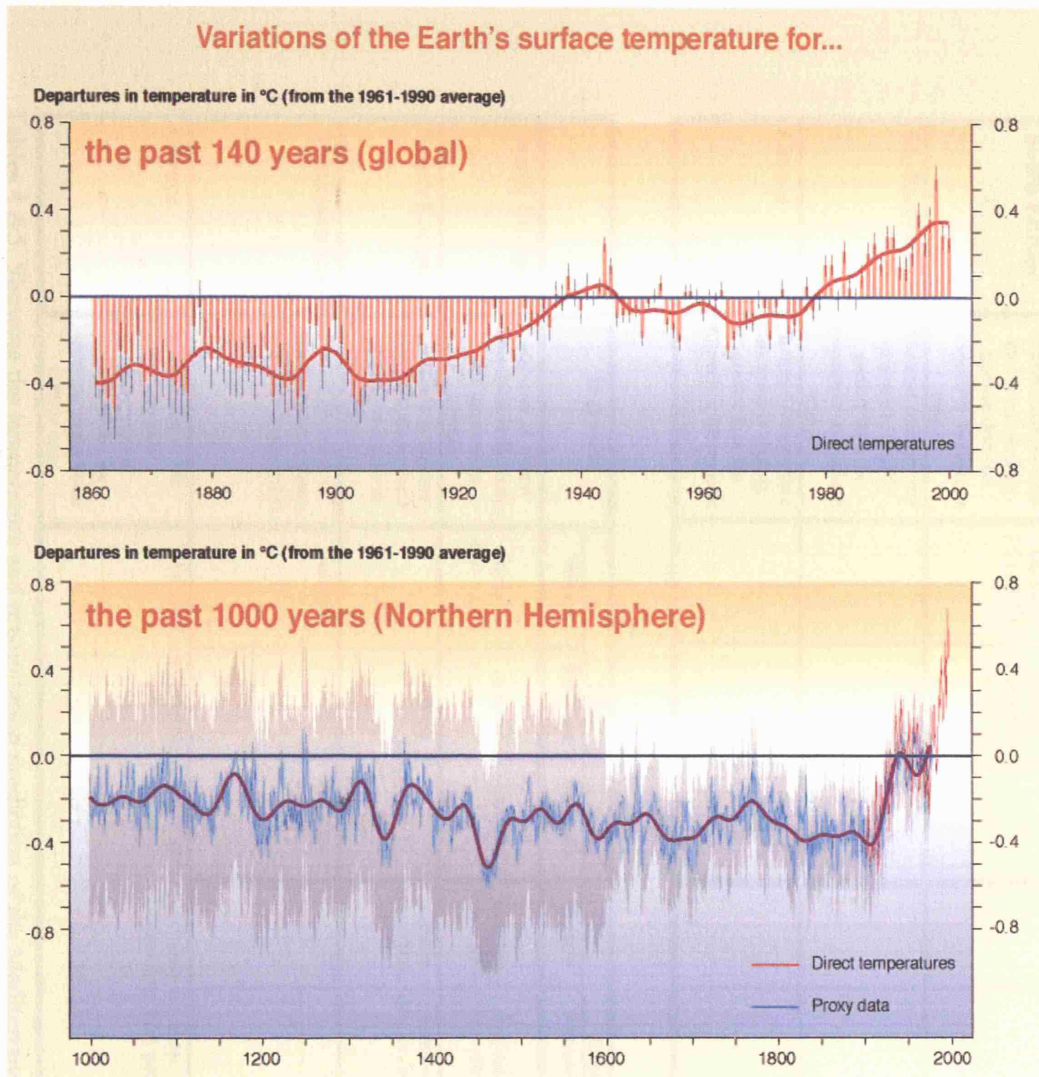 Variations of the Earth's surface temperature for...
Departures in temperature in °C (from the 1961-1990 average)
the past 140 years (global)
0.8 0.8
0.4 0.4
0.0 0.0
-0.4 -0.4
-0.8 -0.8
Direct temperatures
1860 1880 1900 1920 1940 1960 1980 2000
Departures in temperature in °C (from the 1961-1990 average)
the past 1000 years (Northern Hemisphere)
0.8 0.8
0.4 0.4
0.0 0.0
-0.4 -0.4
-0.8 -0.8
Direct temperatures
Proxy data
1000 1200 1400 1600 1800 2000